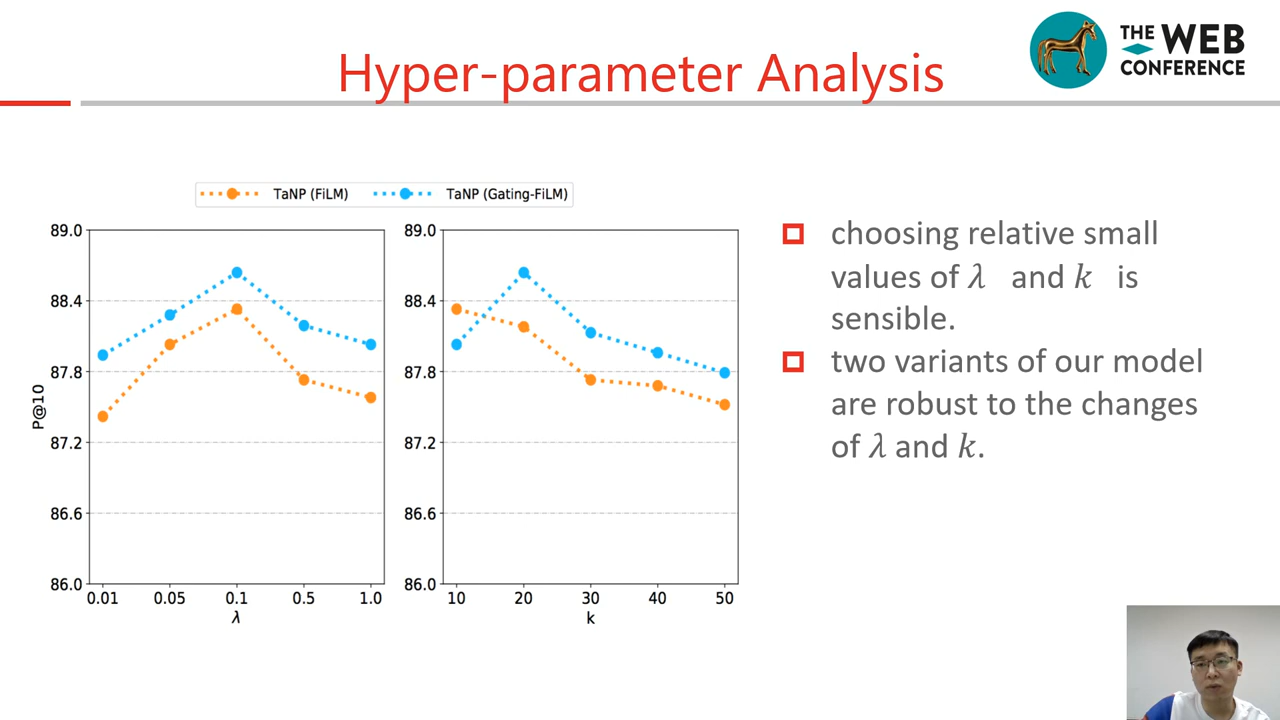 THE WEB
CONFERENCE
Hyper-parameter Analysis
TaNP (FiLM)
TaNP (Gating-FiLM)
89.0
88.4
87.8
87.2
86.6
86.0
P@10
0.01 0.05 0.1 0.5 1.0
λ
89.0
88.4
87.8
87.2
86.6
86.0
10 20 30 40 50
k
choosing relative small
values of λ and k is
sensible.
two variants of our model
are robust to the changes
of λ and k.